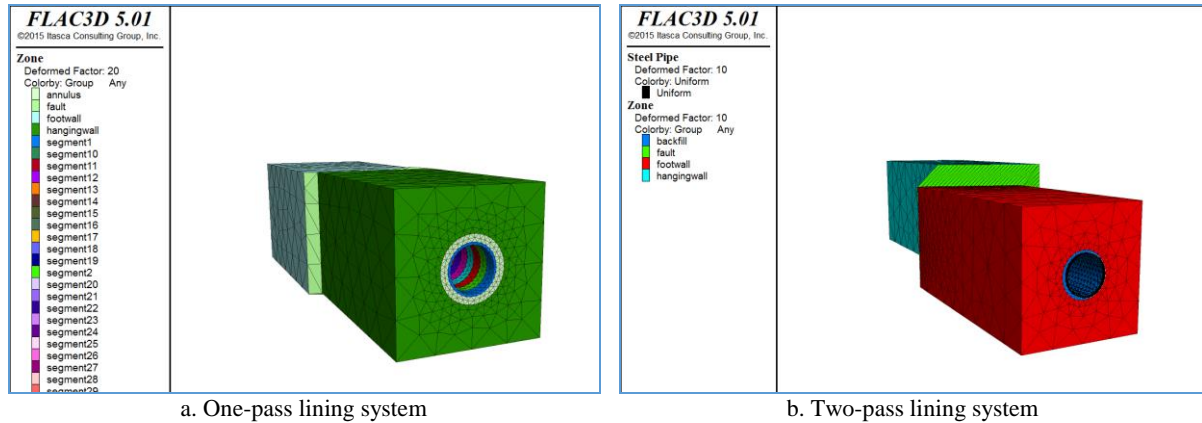 FLAC3D 5.01
©2015 Itasca Consulting Group, Inc.
Zone
Deformed Factor: 20
Colorby: Group Any
annulus
fault
footwall
hangingwall
segment1
segment10
segment11
segment12
segment13
segment14
segment15
segment16
segment17
segment18
segment19
segment2
segment20
segment21
segment22
segment23
segment24
segment25
segment26
segment27
segment28
segment29
a. One-pass lining system
FLAC3D 5.01
©2015 Itasca Consulting Group, Inc.
Steel Pipe
Deformed Factor: 10
Colorby: Uniform
Uniform
Zone
Deformed Factor: 10
Colorby: Group Any
backfill
fault
footwall
hangingwall
b. Two-pass lining system